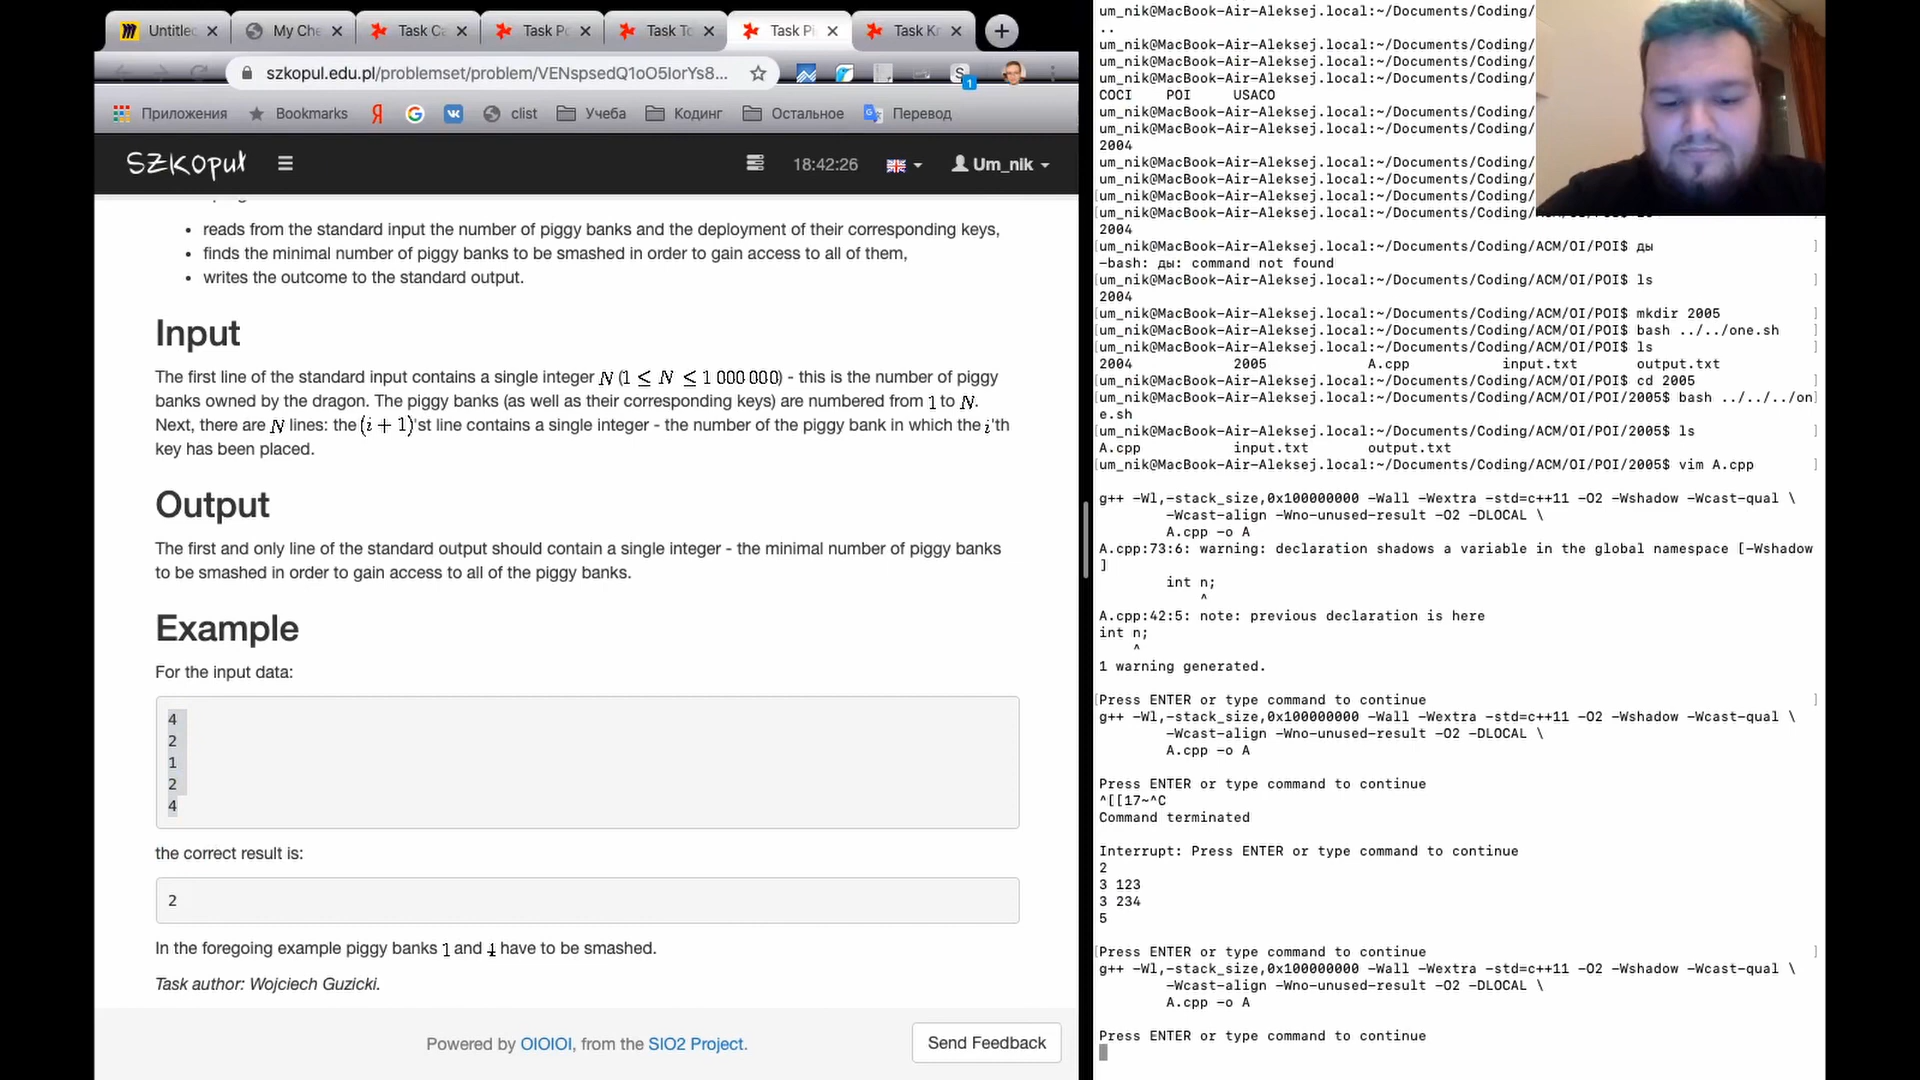 Untitled
My Che
Task Ca
Task Po
Task To
Task Pi
Task Kr
szkopul.edu.pl/problemset/problem/VENspsedQ1oO5IorYs8...
Приложения
Bookmarks
clist
Учеба
Кодинг
Остальное
Перевод
SZKOpuł
18:42:26
Um_nik
reads from the standard input the number of piggy banks and the deployment of their corresponding keys,
finds the minimal number of piggy banks to be smashed in order to gain access to all of them,
writes the outcome to the standard output.
Input
The first line of the standard input contains a single integer N (1 ≤ N ≤ 1 000 000) - this is the number of piggy
banks owned by the dragon. The piggy banks (as well as their corresponding keys) are numbered from 1 to N.
Next, there are N lines: the (i + 1)'st line contains a single integer - the number of the piggy bank in which the i'th
key has been placed.
Output
The first and only line of the standard output should contain a single integer - the minimal number of piggy banks
to be smashed in order to gain access to all of the piggy banks.
Example
For the input data:
4
2
1
2
4
the correct result is:
2
In the foregoing example piggy banks 1 and 4 have to be smashed.
Task author: Wojciech Guzicki.
Powered by OIOIOI, from the SIO2 Project.
Send Feedback
um_nik@MacBook-Air-Aleksej.local:~/Documents/Coding/
..
um_nik@MacBook-Air-Aleksej.local:~/Documents/Coding/
um_nik@MacBook-Air-Aleksej.local:~/Documents/Coding/
um_nik@MacBook-Air-Aleksej.local:~/Documents/Coding/
COCI POI USACO
um_nik@MacBook-Air-Aleksej.local:~/Documents/Coding/
um_nik@MacBook-Air-Aleksej.local:~/Documents/Coding/
2004
um_nik@MacBook-Air-Aleksej.local:~/Documents/Coding/
um_nik@MacBook-Air-Aleksej.local:~/Documents/Coding/
um_nik@MacBook-Air-Aleksej.local:~/Documents/Coding/
um_nik@MacBook-Air-Aleksej.local:~/Documents/Coding/ACM/OI/POI$ ls
2004
[um_nik@MacBook-Air-Aleksej.local:~/Documents/Coding/ACM/OI/POI$ ды ]
-bash: ды: command not found
[um_nik@MacBook-Air-Aleksej.local:~/Documents/Coding/ACM/OI/POI$ ls ]
2004
[um_nik@MacBook-Air-Aleksej.local:~/Documents/Coding/ACM/OI/POI$ mkdir 2005 ]
[um_nik@MacBook-Air-Aleksej.local:~/Documents/Coding/ACM/OI/POI$ bash ../../one.sh ]
[um_nik@MacBook-Air-Aleksej.local:~/Documents/Coding/ACM/OI/POI$ ls ]
2004 2005 A.cpp input.txt output.txt
[um_nik@MacBook-Air-Aleksej.local:~/Documents/Coding/ACM/OI/POI$ cd 2005 ]
[um_nik@MacBook-Air-Aleksej.local:~/Documents/Coding/ACM/OI/POI/2005$ bash ../../../on]
e.sh
[um_nik@MacBook-Air-Aleksej.local:~/Documents/Coding/ACM/OI/POI/2005$ ls ]
A.cpp input.txt output.txt
[um_nik@MacBook-Air-Aleksej.local:~/Documents/Coding/ACM/OI/POI/2005$ vim A.cpp ]
g++ -Wl,-stack_size,0x100000000 -Wall -Wextra -std=c++11 -O2 -Wshadow -Wcast-qual \
-Wcast-align -Wno-unused-result -O2 -DLOCAL \
A.cpp -o A
A.cpp:73:6: warning: declaration shadows a variable in the global namespace [-Wshadow
]
int n;
^
A.cpp:42:5: note: previous declaration is here
int n;
^
1 warning generated.
[Press ENTER or type command to continue ]
g++ -Wl,-stack_size,0x100000000 -Wall -Wextra -std=c++11 -O2 -Wshadow -Wcast-qual \
-Wcast-align -Wno-unused-result -O2 -DLOCAL \
A.cpp -o A
Press ENTER or type command to continue
^[[17~^C
Command terminated
Interrupt: Press ENTER or type command to continue
2
3 123
3 234
5
[Press ENTER or type command to continue ]
g++ -Wl,-stack_size,0x100000000 -Wall -Wextra -std=c++11 -O2 -Wshadow -Wcast-qual \
-Wcast-align -Wno-unused-result -O2 -DLOCAL \
A.cpp -o A
Press ENTER or type command to continue